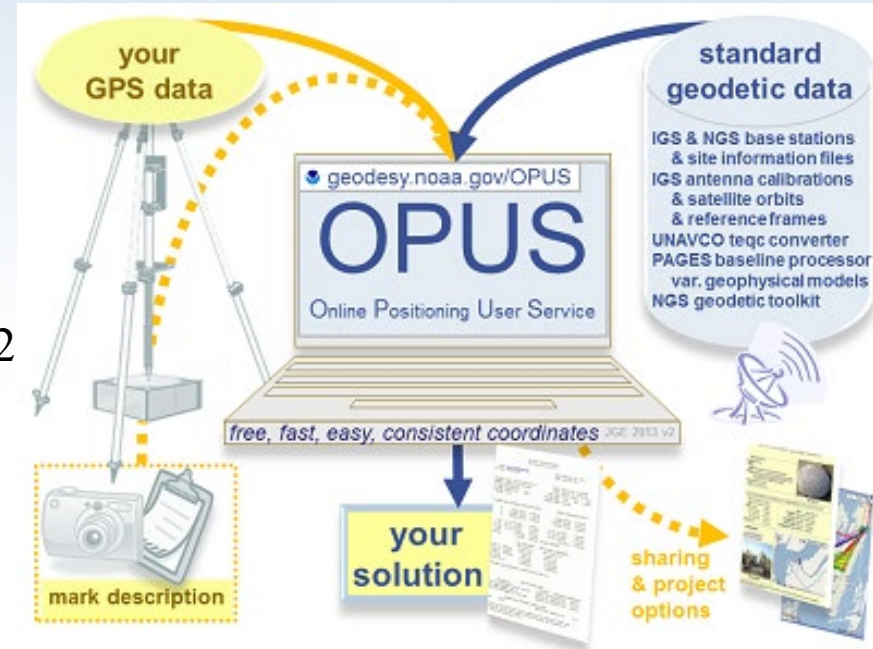 your
GPS data
standard
geodetic data
IGS & NGS base stations
& site information files
IGS antenna calibrations
& satellite orbits
& reference frames
UNAVCO teqc converter
PAGES baseline processor
var. geophysical models
NGS geodetic toolkit
geodesy.noaa.gov/OPUS
OPUS
Online Positioning User Service
2
free, fast, easy, consistent coordinates JGE 2013 v2
mark description
your
solution
sharing
& project
options